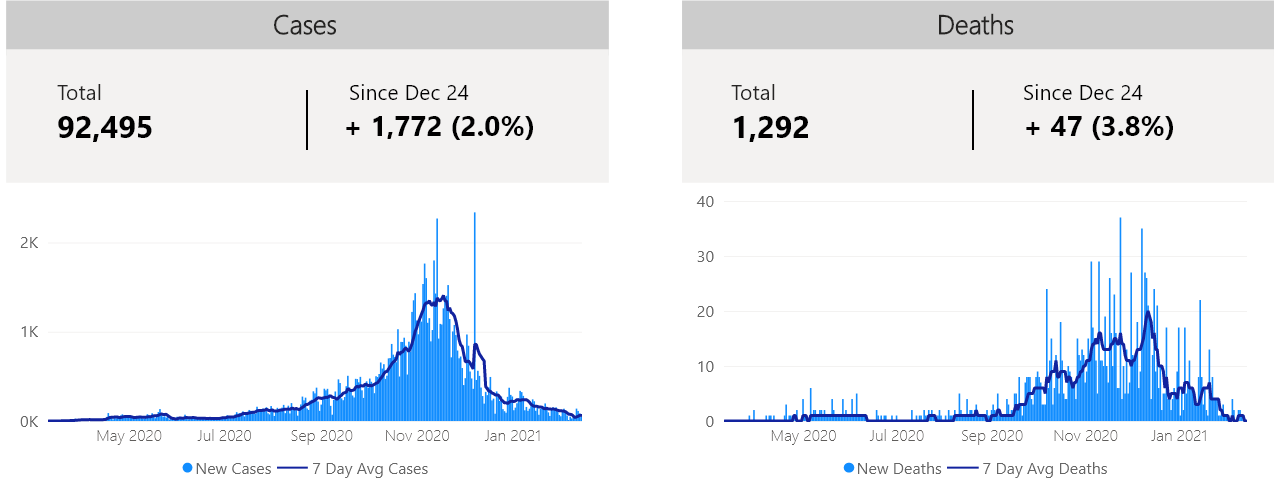 Cases
Total
92,495
Since Dec 24
+ 1,772 (2.0%)
2K
1K
0K
May 2020 Jul 2020 Sep 2020 Nov 2020 Jan 2021
New Cases 7 Day Avg Cases
Deaths
Total
1,292
Since Dec 24
+ 47 (3.8%)
40
30
20
10
0
May 2020 Jul 2020 Sep 2020 Nov 2020 Jan 2021
New Deaths 7 Day Avg Deaths